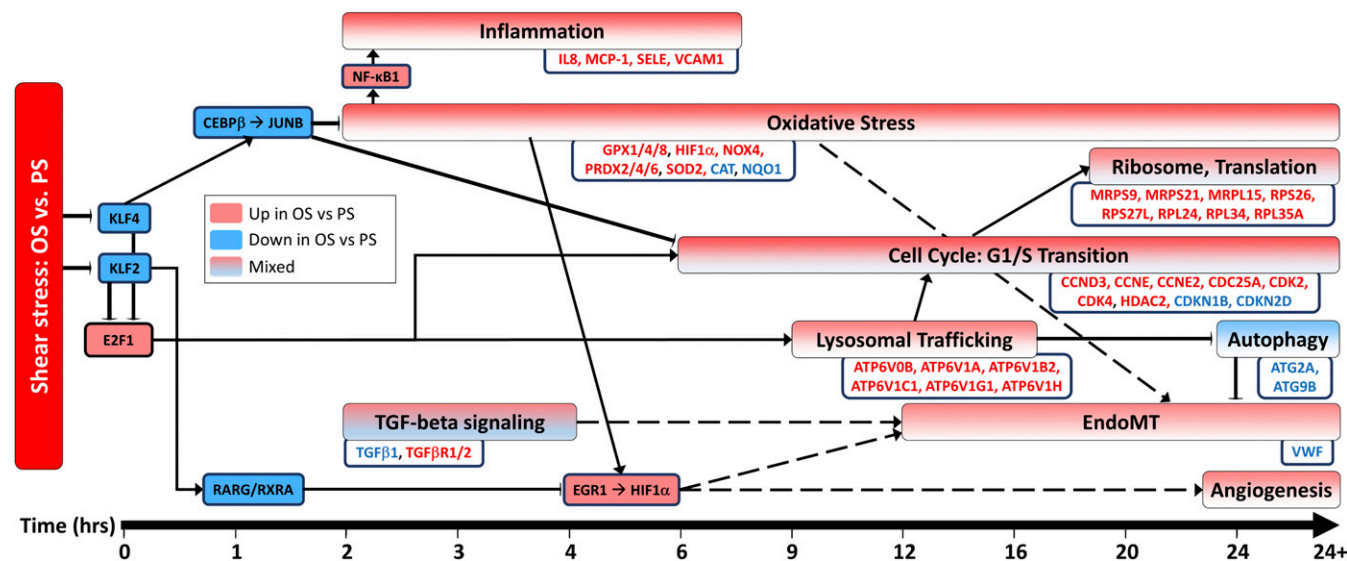 Shear stress: OS vs. PS
Inflammation
IL8, MCP-1, SELE, VCAM1
NF-κB1
CEBPβ → JUNB
Oxidative Stress
GPX1/4/8, HIF1α, NOX4,
PRDX2/4/6, SOD2, CAT, NQO1
Ribosome, Translation
MRPS9, MRPS21, MRPL15, RPS26,
RPS27L, RPL24, RPL34, RPL35A
KLF4
KLF2
Up in OS vs PS
Down in OS vs PS
Mixed
Cell Cycle: G1/S Transition
CCND3, CCNE, CCNE2, CDC25A, CDK2,
CDK4, HDAC2, CDKN1B, CDKN2D
E2F1
Lysosomal Trafficking
ATP6V0B, ATP6V1A, ATP6V1B2,
ATP6V1C1, ATP6V1G1, ATP6V1H
Autophagy
ATG2A,
ATG9B
TGF-beta signaling
TGFβ1, TGFβR1/2
EndoMT
VWF
RARG/RXRA
EGR1 → HIF1α
Angiogenesis
Time (hrs)
0 1 2 3 4 6 9 12 16 20 24 24+